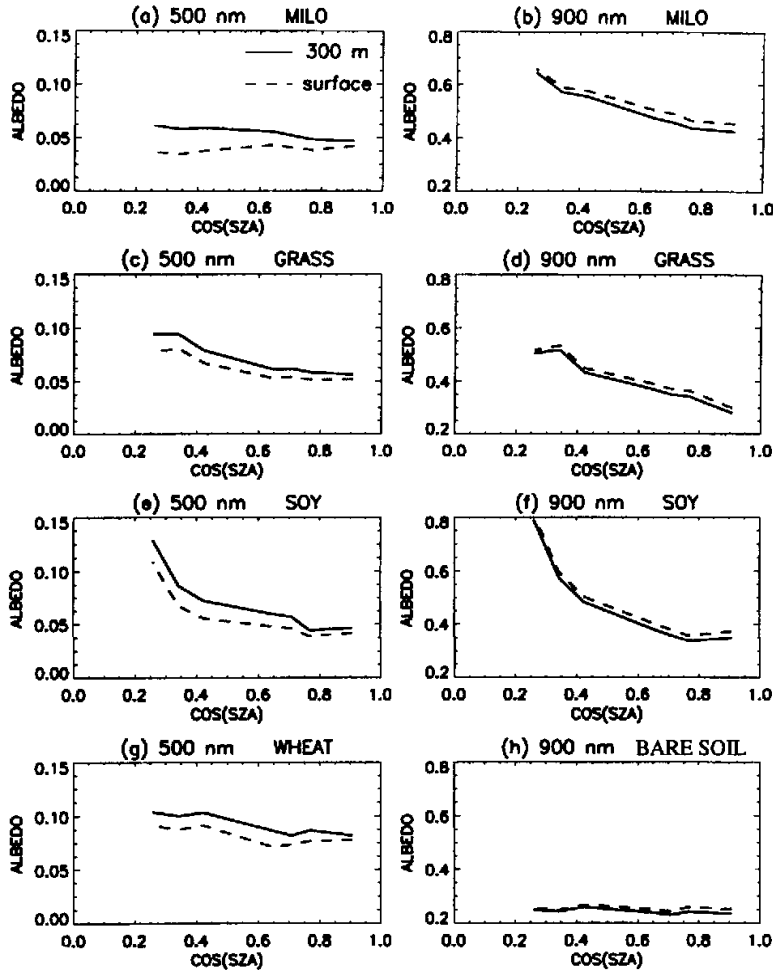 (a) 500 nm MILO
0.15
0.10
0.05
0.00
ALBEDO
300 m
surface
0.0 0.2 0.4 0.6 0.8 1.0
COS(SZA)
(b) 900 nm MILO
0.8
0.6
0.4
0.2
ALBEDO
0.0 0.2 0.4 0.6 0.8 1.0
COS(SZA)
(c) 500 nm GRASS
0.15
0.10
0.05
0.00
ALBEDO
0.0 0.2 0.4 0.6 0.8 1.0
COS(SZA)
(d) 900 nm GRASS
0.8
0.6
0.4
0.2
ALBEDO
0.0 0.2 0.4 0.6 0.8 1.0
COS(SZA)
(e) 500 nm SOY
0.15
0.10
0.05
0.00
ALBEDO
0.0 0.2 0.4 0.6 0.8 1.0
COS(SZA)
(f) 900 nm SOY
0.8
0.6
0.4
0.2
ALBEDO
0.0 0.2 0.4 0.6 0.8 1.0
COS(SZA)
(g) 500 nm WHEAT
0.15
0.10
0.05
0.00
ALBEDO
0.0 0.2 0.4 0.6 0.8 1.0
COS(SZA)
(h) 900 nm BARE SOIL
0.8
0.6
0.4
0.2
ALBEDO
0.0 0.2 0.4 0.6 0.8 1.0
COS(SZA)